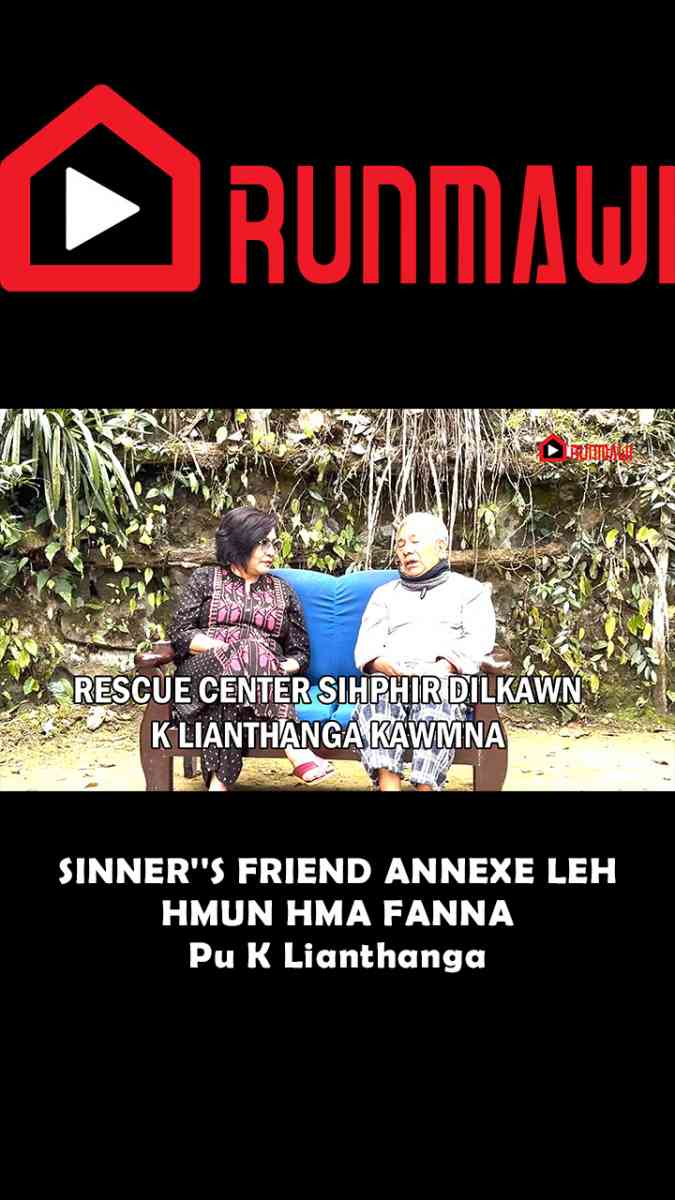 RUNMAWI
RUNMAWI
RESCUE CENTER SIHPHIR DILKAWN
K LIANTHANGA KAWMNA
SINNER''S FRIEND ANNEXE LEH
HMUN HMA FANNA
Pu K Lianthanga